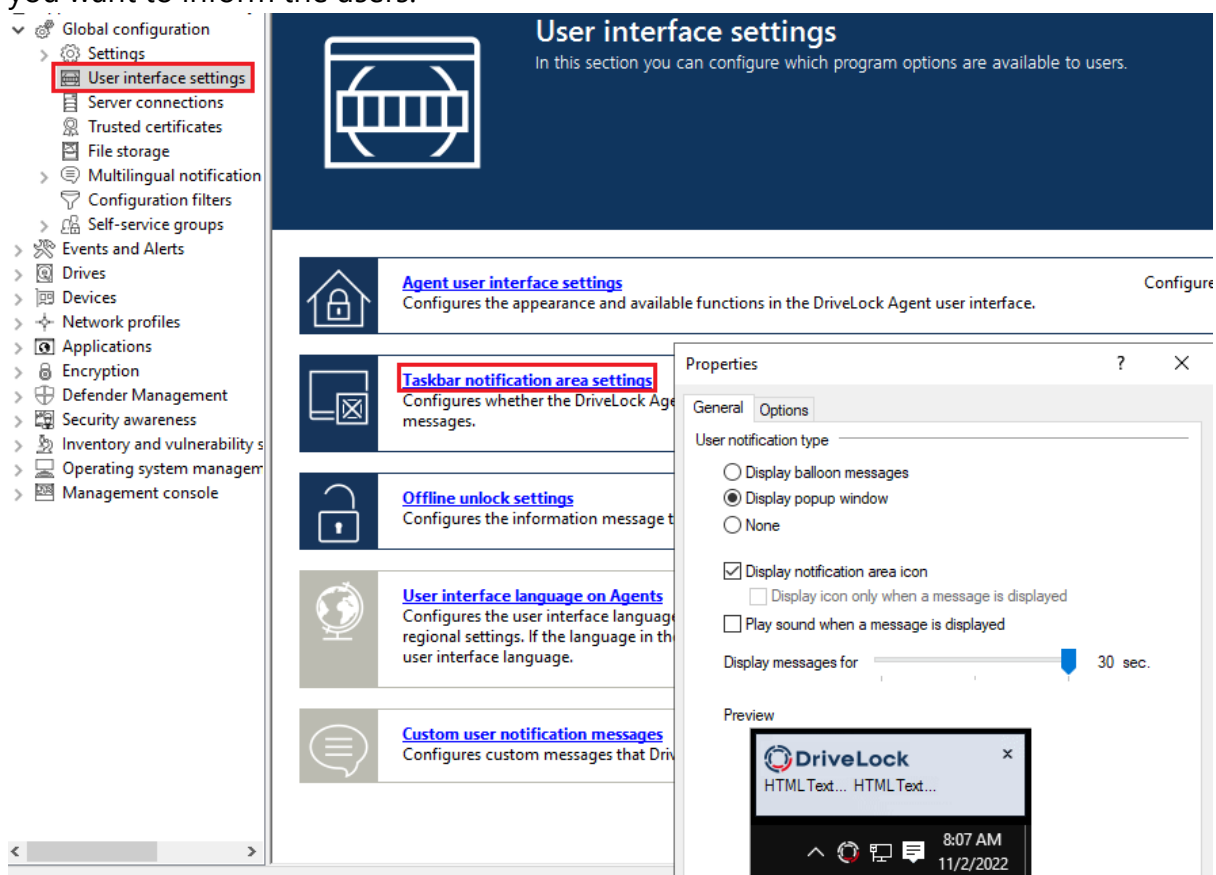 you want to inform the users.
Global configuration
Settings
User interface settings
Server connections
Trusted certificates
File storage
Multilingual notification
Configuration filters
Self-service groups
Events and Alerts
Drives
Devices
Network profiles
Applications
Encryption
Defender Management
Security awareness
Inventory and vulnerability s
Operating system managem
Management console
User interface settings
In this section you can configure which program options are available to users.
Agent user interface settings
Configures the appearance and available functions in the DriveLock Agent user interface.
Configure
Taskbar notification area settings
Configures whether the DriveLock Age
messages.
Offline unlock settings
Configures the information message t
User interface language on Agents
Configures the user interface language
regional settings. If the language in the
user interface language.
Custom user notification messages
Configures custom messages that Driv
Properties ? X
General Options
User notification type
Display balloon messages
Display popup window
None
Display notification area icon
Display icon only when a message is displayed
Play sound when a message is displayed
Display messages for 30 sec.
Preview
DriveLock x
HTML Text... HTML Text...
8:07 AM
11/2/2022